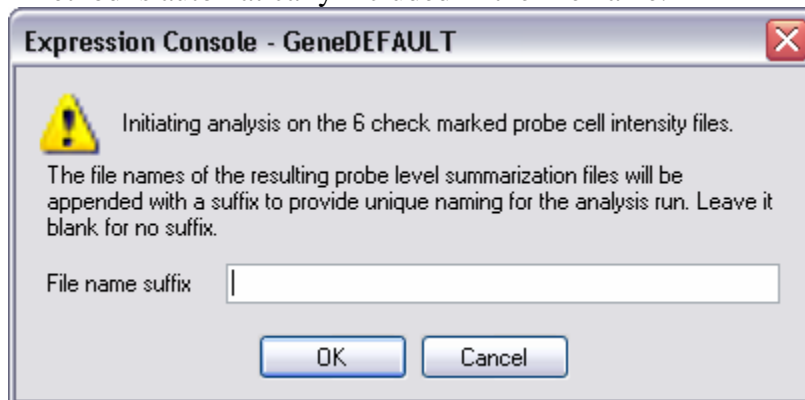 Expression Console - GeneDEFAULT
Initiating analysis on the 6 check marked probe cell intensity files.
The file names of the resulting probe level summarization files will be
appended with a suffix to provide unique naming for the analysis run. Leave it
blank for no suffix.
File name suffix
OK Cancel